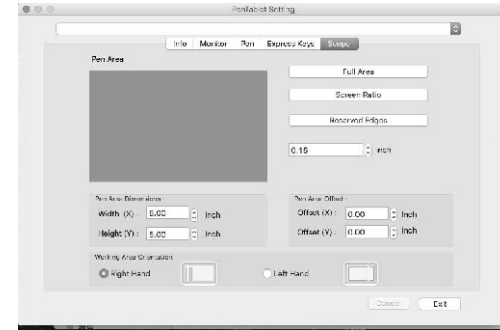 PenTablet Setting
Info Monitor Pen Express Keys Scope
Pen Area
Full Area
Screen Ratio
Reserved Edges
0.15 inch
Pen Area Dimensions :
Width (X) : 8.00 Inch
Height (Y) : 5.00 Inch
Pen Area Offset :
Offset (X) : 0.00 Inch
Offset (Y) : 0.00 Inch
Working Area Orientation
Right Hand
Left Hand
Cancel Exit